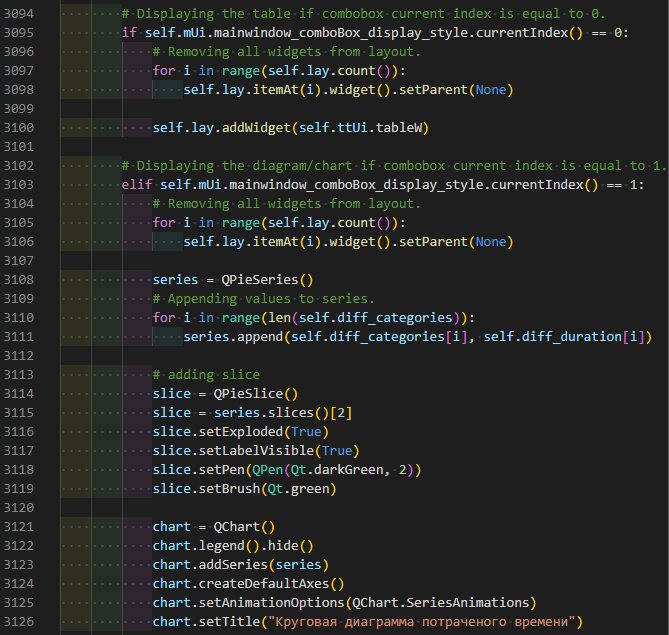 3094 # Displaying the table if combobox current index is equal to 0.
3095 if self.mUi.mainwindow_comboBox_display_style.currentIndex() == 0:
3096 # Removing all widgets from layout.
3097 for i in range(self.lay.count()):
3098 self.lay.itemAt(i).widget().setParent(None)
3099
3100 self.lay.addWidget(self.ttUi.tableW)
3101
3102 # Displaying the diagram/chart if combobox current index is equal to 1.
3103 elif self.mUi.mainwindow_comboBox_display_style.currentIndex() == 1:
3104 # Removing all widgets from layout.
3105 for i in range(self.lay.count()):
3106 self.lay.itemAt(i).widget().setParent(None)
3107
3108 series = QPieSeries()
3109 # Appending values to series.
3110 for i in range(len(self.diff_categories)):
3111 series.append(self.diff_categories[i], self.diff_duration[i])
3112
3113 # adding slice
3114 slice = QPieSlice()
3115 slice = series.slices()[2]
3116 slice.setExploded(True)
3117 slice.setLabelVisible(True)
3118 slice.setPen(QPen(Qt.darkGreen, 2))
3119 slice.setBrush(Qt.green)
3120
3121 chart = QChart()
3122 chart.legend().hide()
3123 chart.addSeries(series)
3124 chart.createDefaultAxes()
3125 chart.setAnimationOptions(QChart.SeriesAnimations)
3126 chart.setTitle("Круговая диаграмма потраченого времени")